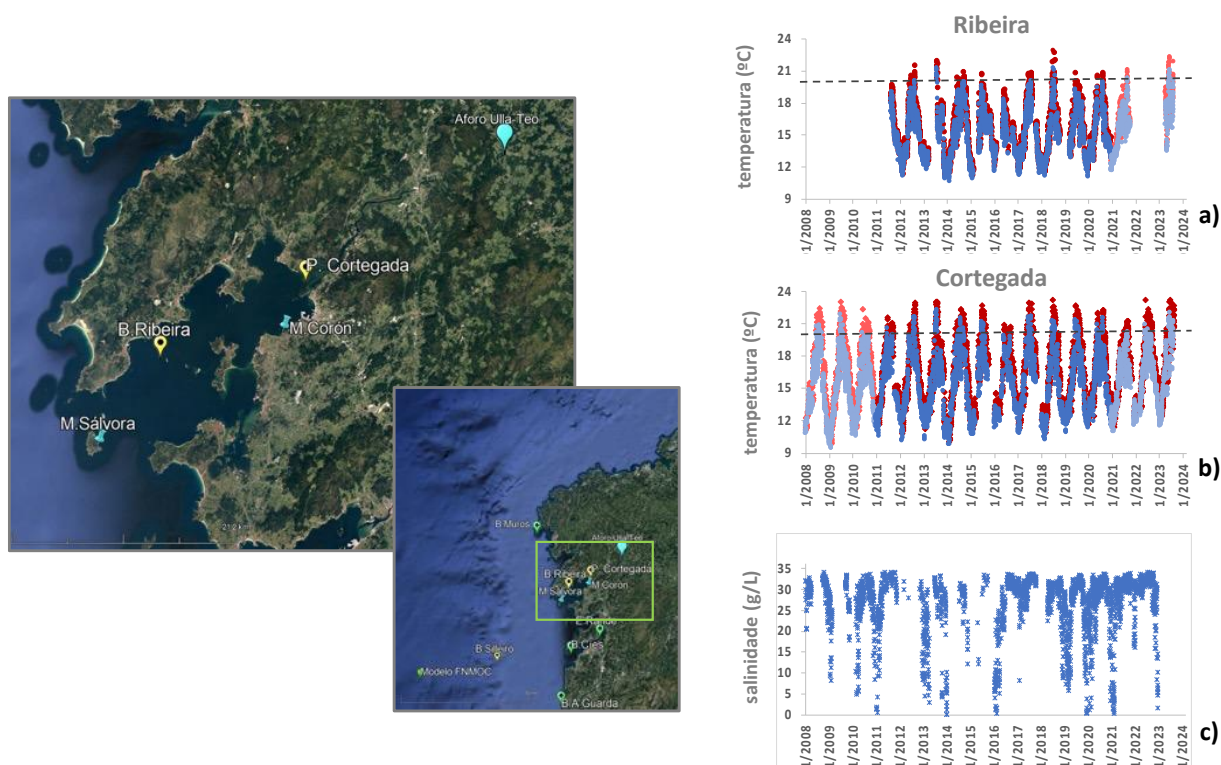 Aforo Ulla-Teo
P. Cortegada
M.Corón
B.Ribeira
M.Sálvora
21.2 km
B.Muros
Aforo Ulla-Teo
Cortegada
B.Ribeira
M.Corón
M.Sálvora
E.Rande
B.Cíes
B.Silleiro
Modelo FNMOC
B.A Guarda
Ribeira
temperatura (ºC)
24
21
18
15
12
9
1/2008
1/2009
1/2010
1/2011
1/2012
1/2013
1/2014
1/2015
1/2016
1/2017
1/2018
1/2019
1/2020
1/2021
1/2022
1/2023
1/2024
a)
Cortegada
temperatura (ºC)
24
21
18
15
12
9
1/2008
1/2009
1/2010
1/2011
1/2012
1/2013
1/2014
1/2015
1/2016
1/2017
1/2018
1/2019
1/2020
1/2021
1/2022
1/2023
1/2024
b)
salinidade (g/L)
35
30
25
20
15
10
5
0
1/2008
1/2009
1/2010
1/2011
1/2012
1/2013
1/2014
1/2015
1/2016
1/2017
1/2018
1/2019
1/2020
1/2021
1/2022
1/2023
1/2024
c)